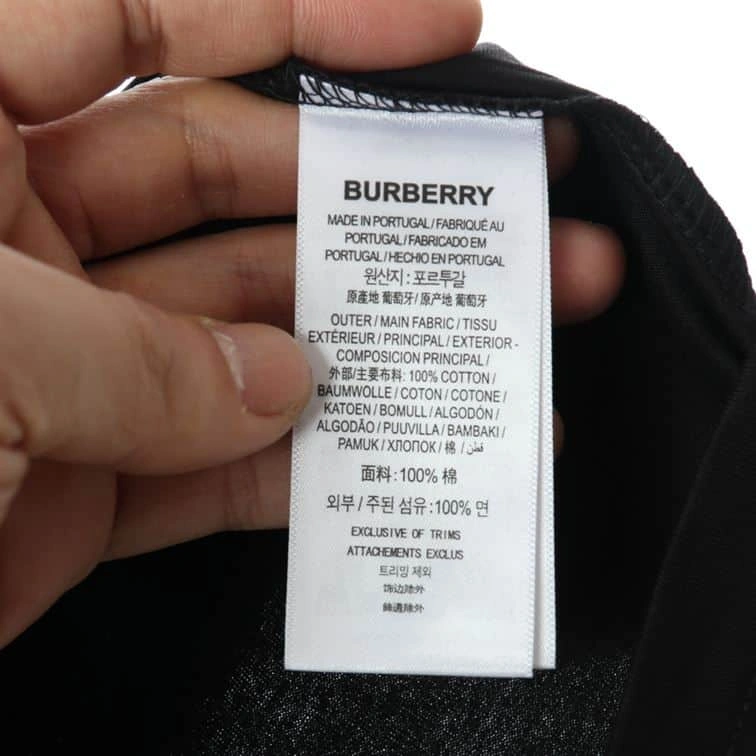 BURBERRY
MADE IN PORTUGAL/FABRIQUÉ AU
PORTUGAL/FABRICADO EM
PORTUGAL/HECHO EN PORTUGAL
원산지:포르투갈
原產地 葡萄牙/原产地 葡萄牙
OUTER/MAIN FABRIC/TISSU
EXTÉRIEUR/PRINCIPAL/EXTERIOR-
COMPOSICION PRINCIPAL/
外部/主要布料: 100% COTTON/
BAUMWOLLE/COTON/COTONE/
KATOEN/BOMULL/ALGODÓN/
ALGODÃO/PUUVILLA/BAMBAKI/
PAMUK/ХЛОПОК/棉/قطن
面料:100% 棉
외부/주된 섬유:100% 면
EXCLUSIVE OF TRIMS
ATTACHEMENTS EXCLUS
트리밍 제외
饰边除外
絲邊除外